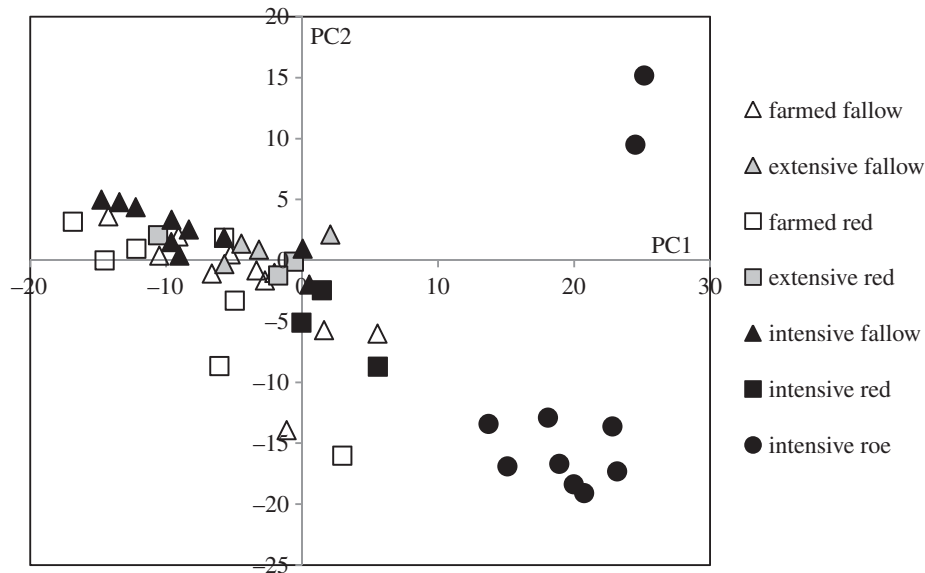 20
PC2
15
10
5
PC1
0
−20
−10
0
10
20
30
−5
−10
−15
−20
−25
farmed fallow
extensive fallow
farmed red
extensive red
intensive fallow
intensive red
intensive roe